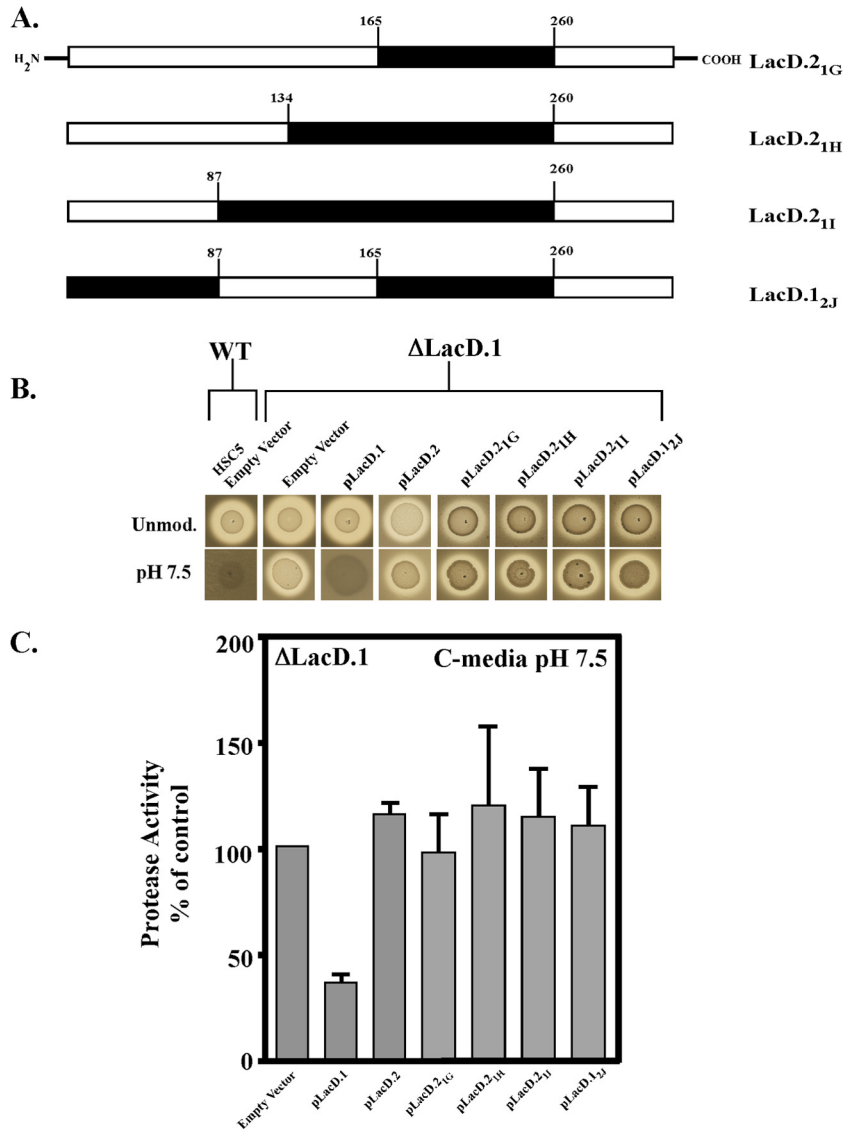 A.
165 260
H2N COOH LacD.21G
134 260
LacD.21H
87 260
LacD.21I
87 165 260
LacD.12J
WT ΔLacD.1
B.
HSC5
Empty Vector
Empty Vector
pLacD.1
pLacD.2
pLacD.21G
pLacD.21H
pLacD.21I
pLacD.12J
Unmod.
pH 7.5
C.
200
ΔLacD.1 C-media pH 7.5
150
100
50
0
Protease Activity
% of control
Empty Vector
pLacD.1
pLacD.2
pLacD.21G
pLacD.21H
pLacD.21I
pLacD.12J